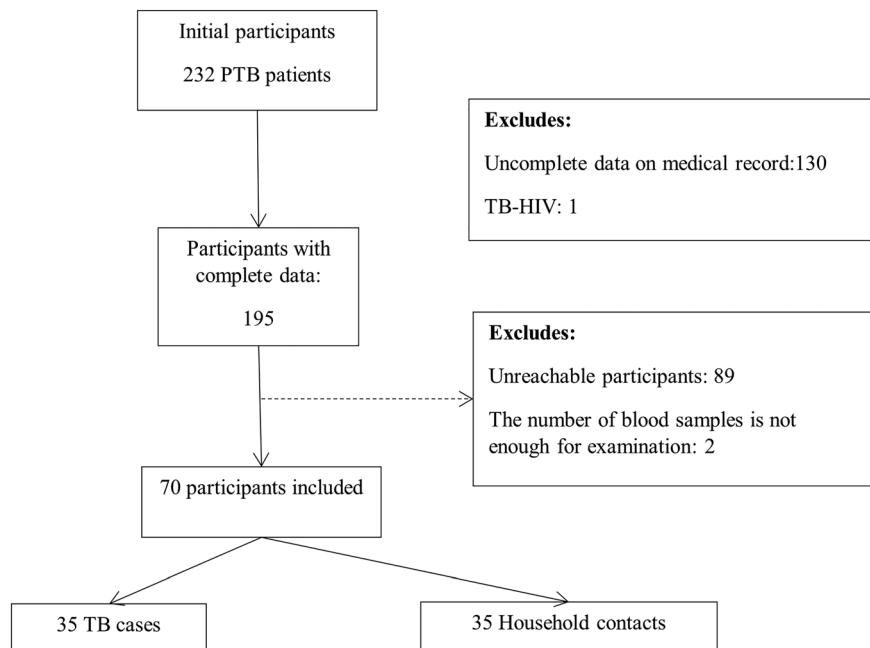 Initial participants
232 PTB patients
Excludes:
Uncomplete data on medical record:130
TB-HIV: 1
Participants with
complete data:
195
Excludes:
Unreachable participants: 89
The number of blood samples is not
enough for examination: 2
70 participants included
35 TB cases
35 Household contacts